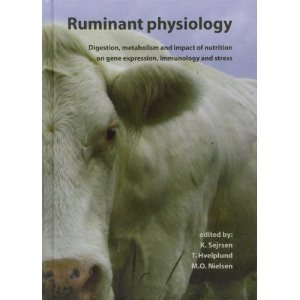 Ruminant physiology
Digestion, metabolism and impact of nutrition
on gene expression, immunology and stress
edited by:
K. Sejrsen
T. Hvelplund
M.O. Nielsen